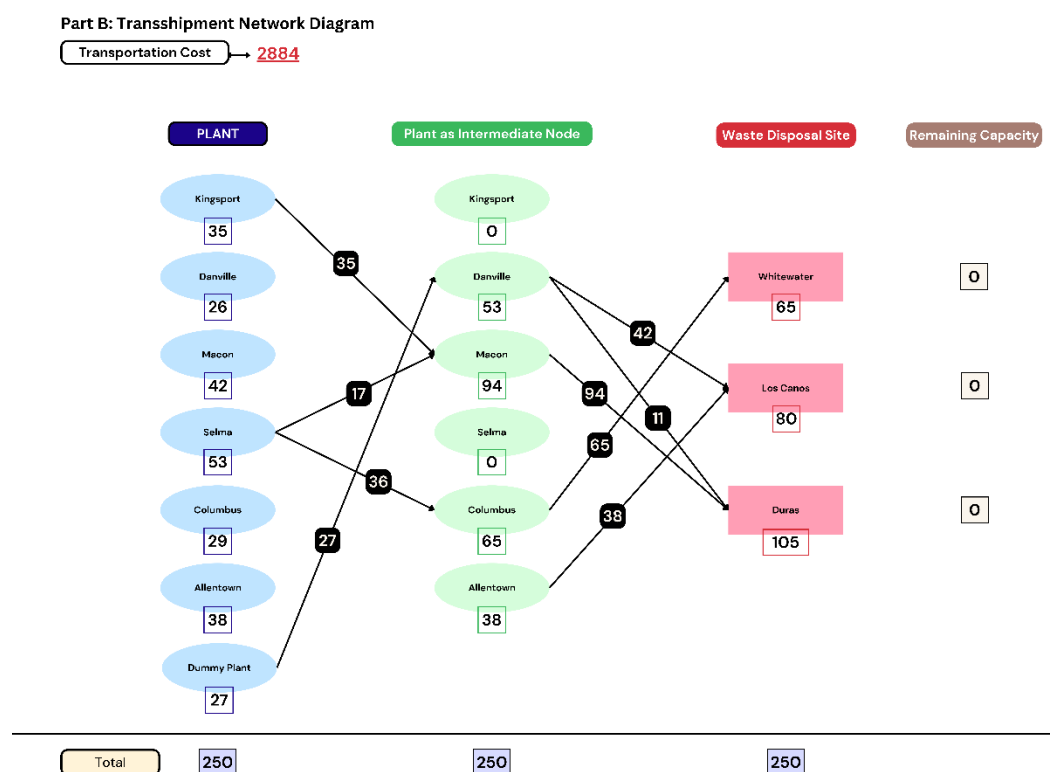 Part B: Transshipment Network Diagram
Transportation Cost 2884
PLANT Plant as Intermediate Node Waste Disposal Site Remaining Capacity
Kingsport Kingsport
35 0
35
Danville Danville Whitewater 0
26 53 65
42
Macon Macon
42 94
Los Canos 0
17 94
11 80
Selma Selma
65
53 0
36
Columbus Columbus Duras 0
38
29 65 105
27
Allentown Allentown
38 38
Dummy Plant
27
Total 250 250 250